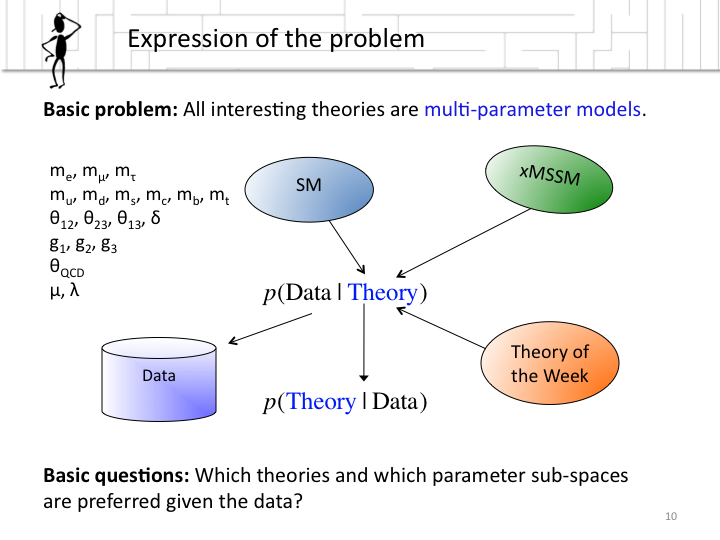 Expression of the problem
Basic problem: All interesting theories are multi-parameter models.
mₑ, m_μ, m_τ
m_u, m_d, m_s, m_c, m_b, m_t
θ₁₂, θ₂₃, θ₁₃, δ
g₁, g₂, g₃
θ_QCD
μ, λ
SM
xMSSM
p(Data | Theory)
Data
Theory of
the Week
p(Theory | Data)
Basic questions: Which theories and which parameter sub-spaces
are preferred given the data?
10